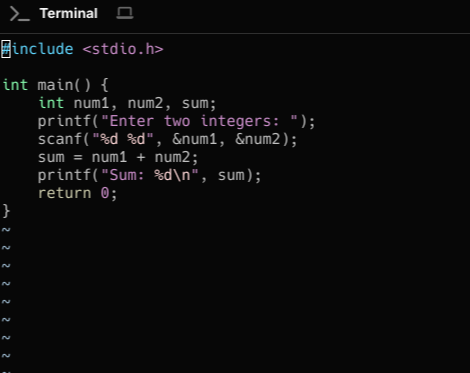 Terminal
#include <stdio.h>
int main() {
    int num1, num2, sum;
    printf("Enter two integers: ");
    scanf("%d %d", &num1, &num2);
    sum = num1 + num2;
    printf("Sum: %d\n", sum);
    return 0;
}
~
~
~
~
~
~
~
~
~